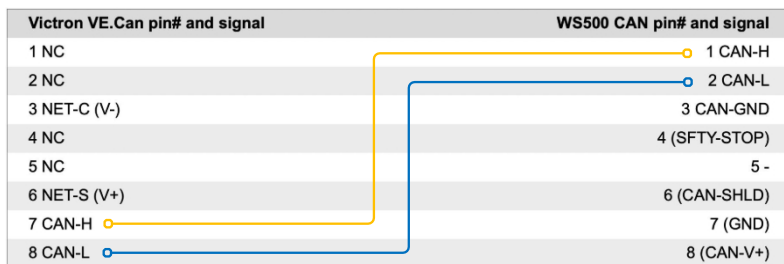 Victron VE.Can pin# and signal WS500 CAN pin# and signal
1 NC 1 CAN-H
2 NC 2 CAN-L
3 NET-C (V-) 3 CAN-GND
4 NC 4 (SFTY-STOP)
5 NC 5 -
6 NET-S (V+) 6 (CAN-SHLD)
7 CAN-H 7 (GND)
8 CAN-L 8 (CAN-V+)